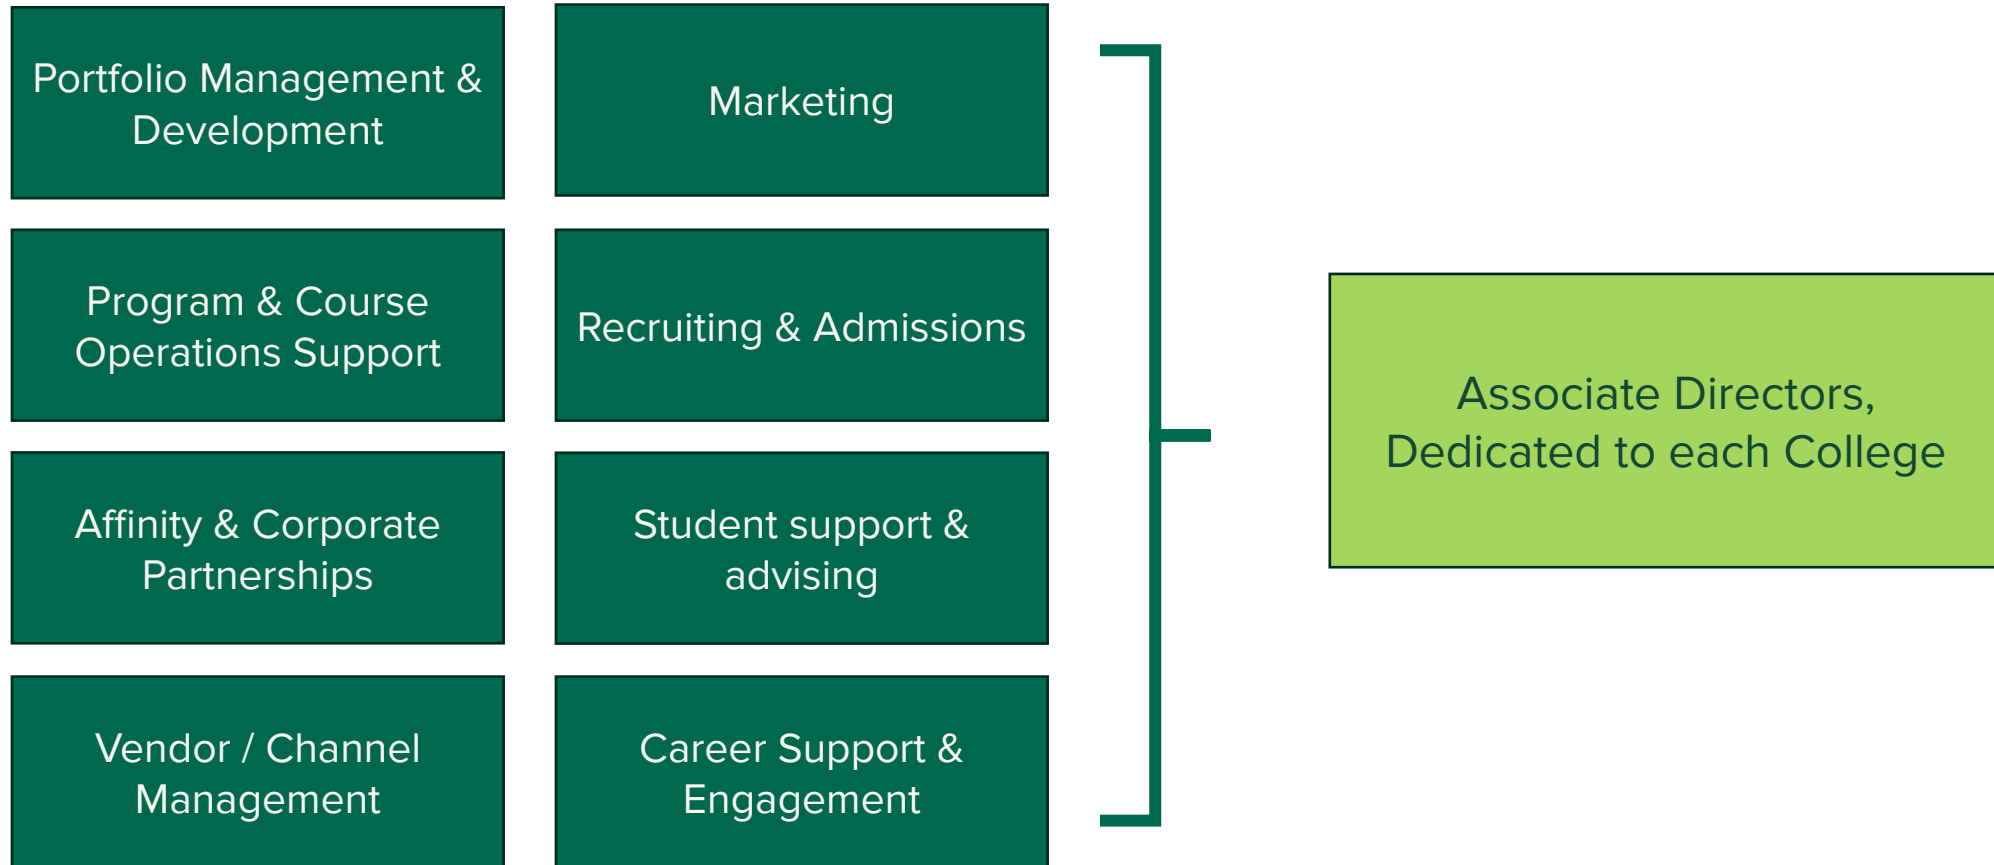 Portfolio Management &
Development
Marketing
Program & Course
Operations Support
Recruiting & Admissions
Affinity & Corporate
Partnerships
Student support &
advising
Vendor / Channel
Management
Career Support &
Engagement
Associate Directors,
Dedicated to each College